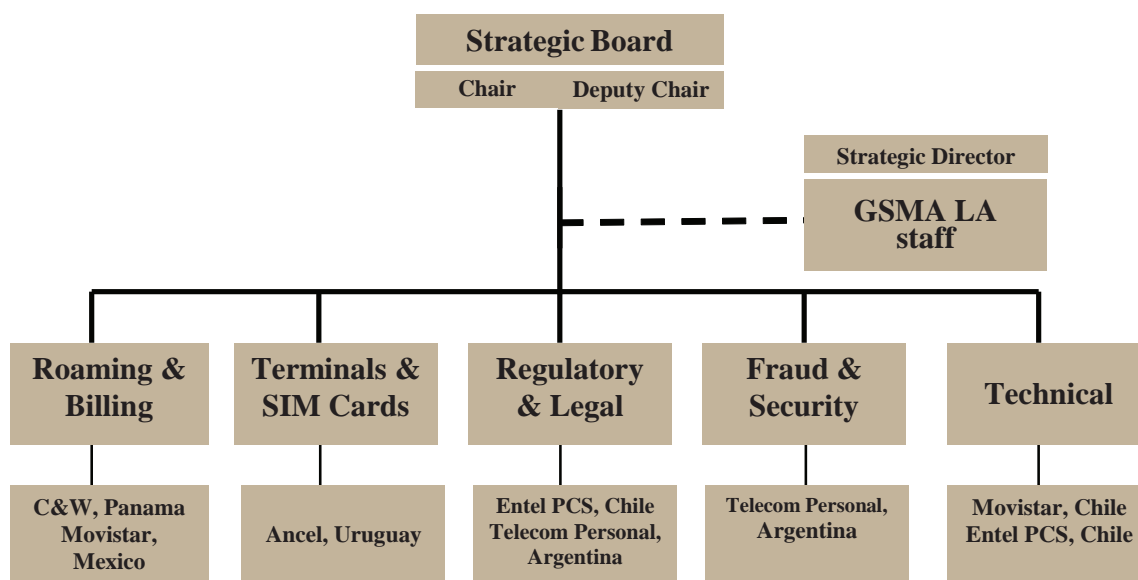 Strategic Board
Chair Deputy Chair
Strategic Director
GSMA LA
staff
Roaming &
Billing
Terminals &
SIM Cards
Regulatory
& Legal
Fraud &
Security
Technical
C&W, Panama
Movistar,
Mexico
Ancel, Uruguay
Entel PCS, Chile
Telecom Personal,
Argentina
Telecom Personal,
Argentina
Movistar, Chile
Entel PCS, Chile